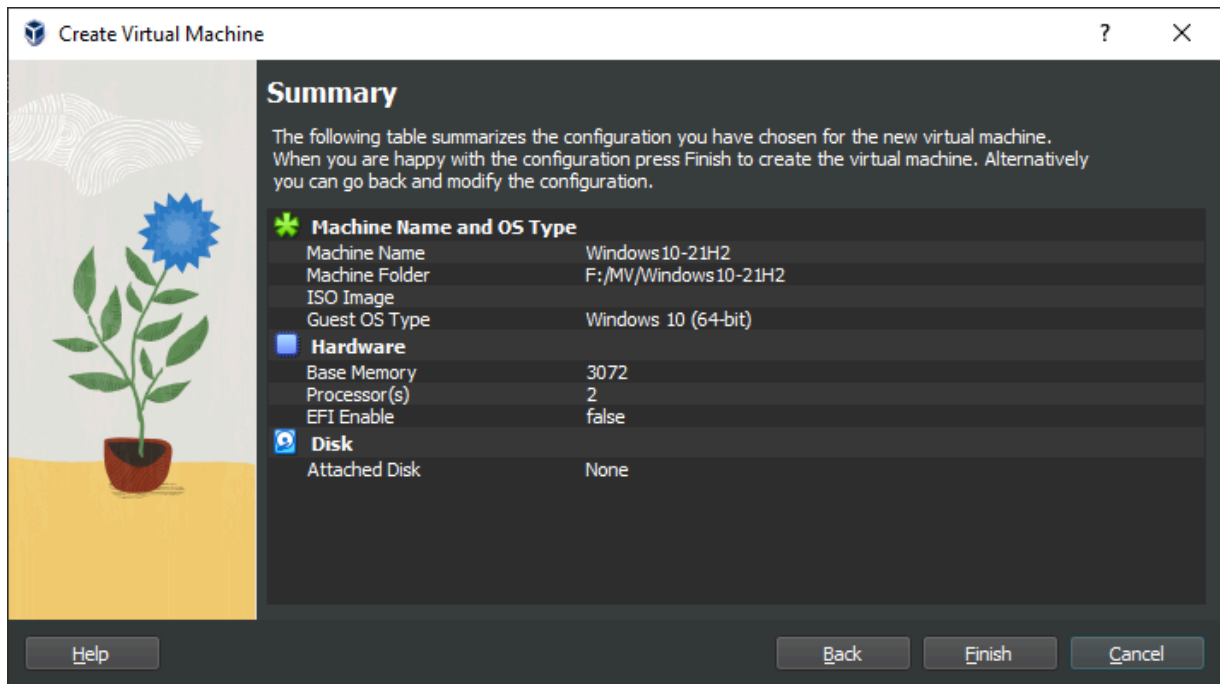 Create Virtual Machine
?
Summary
The following table summarizes the configuration you have chosen for the new virtual machine.
When you are happy with the configuration press Finish to create the virtual machine. Alternatively
you can go back and modify the configuration.
Machine Name and OS Type
Machine Name Windows10-21H2
Machine Folder F:/MV/Windows10-21H2
ISO Image
Guest OS Type Windows 10 (64-bit)
Hardware
Base Memory 3072
Processor(s) 2
EFI Enable false
Disk
Attached Disk None
Help Back Finish Cancel